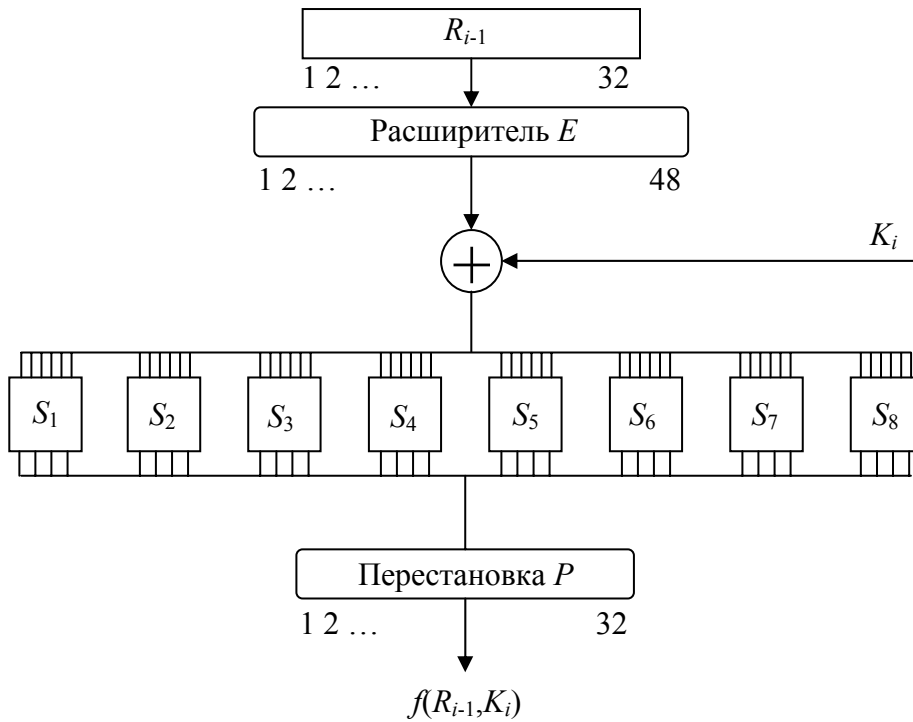 R_{i-1}
1 2 … 32
Расширитель E
1 2 … 48
K_i
S_1 S_2 S_3 S_4 S_5 S_6 S_7 S_8
Перестановка P
1 2 … 32
f(R_{i-1},K_i)